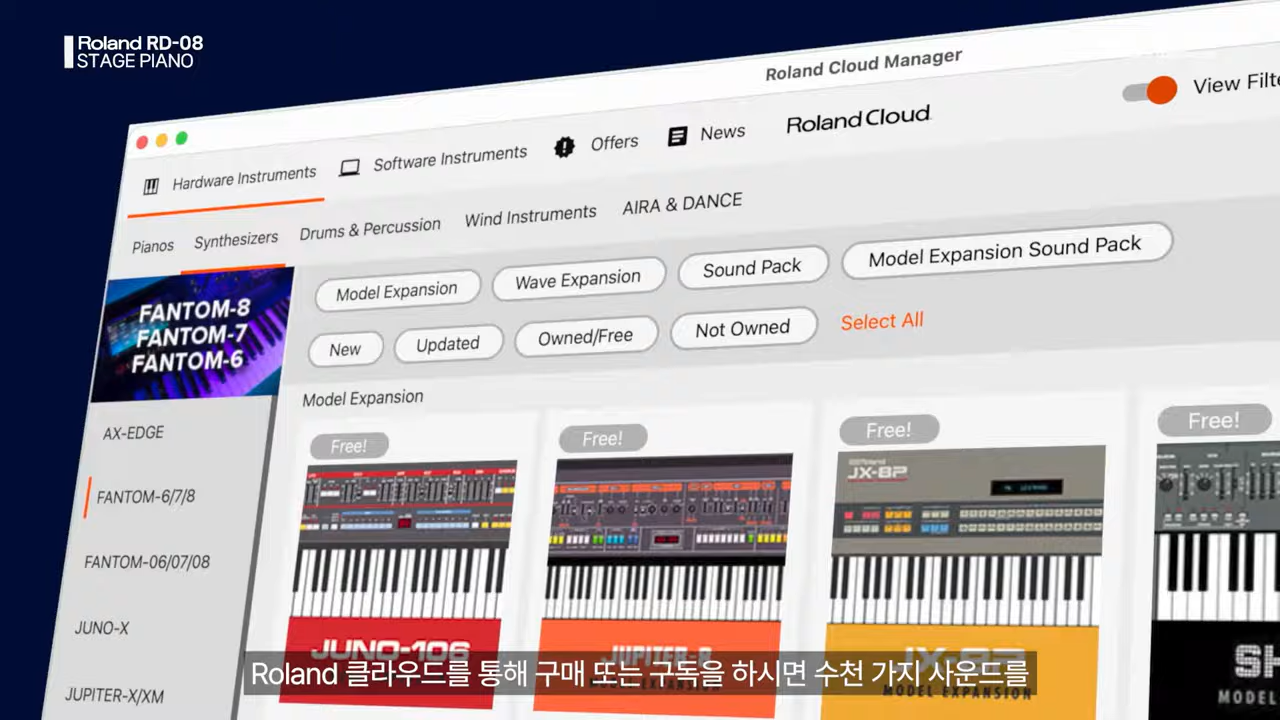 Roland RD-08
STAGE PIANO
Roland Cloud Manager
Hardware Instruments
Software Instruments
Offers
News
Roland Cloud
View Filte
Pianos
Synthesizers
Drums & Percussion
Wind Instruments
AIRA & DANCE
FANTOM-8
FANTOM-7
FANTOM-6
Model Expansion
Wave Expansion
Sound Pack
Model Expansion Sound Pack
New
Updated
Owned/Free
Not Owned
Select All
Model Expansion
AX-EDGE
FANTOM-6/7/8
FANTOM-06/07/08
JUNO-X
JUPITER-X/XM
Free!
Free!
Free!
Free!
Roland
JX-8P
JUNO-106
JUPITER-8
JX-8P
MODEL EXPANSION
SH
MODEL
Roland 클라우드를 통해 구매 또는 구독을 하시면 수천 가지 사운드를